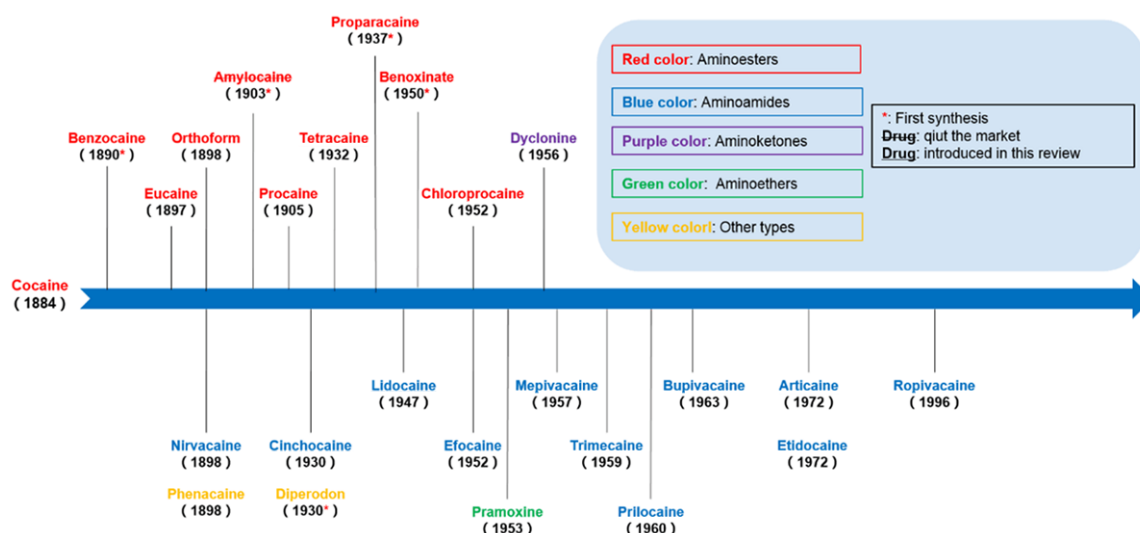 Proparacaine
( 1937* )
Amylocaine
( 1903* )
Benoxinate
( 1950* )
Benzocaine
( 1890* )
Orthoform
( 1898 )
Tetracaine
( 1932 )
Dyclonine
( 1956 )
Eucaine
( 1897 )
Procaine
( 1905 )
Chloroprocaine
( 1952 )
Red color: Aminoesters
Blue color: Aminoamides
Purple color: Aminoketones
Green color: Aminoethers
Yellow colorl: Other types
*: First synthesis
Drug: qiut the market
Drug: introduced in this review
Cocaine
( 1884 )
Lidocaine
( 1947 )
Mepivacaine
( 1957 )
Bupivacaine
( 1963 )
Articaine
( 1972 )
Ropivacaine
( 1996 )
Nirvacaine
( 1898 )
Cinchocaine
( 1930 )
Efocaine
( 1952 )
Trimecaine
( 1959 )
Etidocaine
( 1972 )
Phenacaine
( 1898 )
Diperodon
( 1930* )
Pramoxine
( 1953 )
Prilocaine
( 1960 )